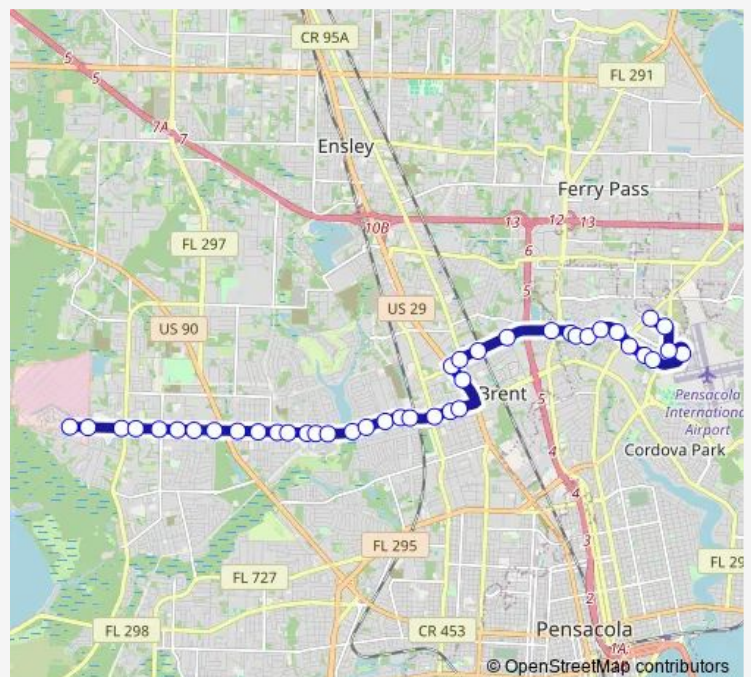 CR 95A
5
5
FL 291
7A
7
Ensley
Ferry Pass
10B
13
12
13
FL 297
6
5
US 29
US 90
Brent
Pensacola
Internationa
Airport
5
Cordova Park
4
4
FL 295
3
FL 29
FL 727
2
FL 298
CR 453
Pensacola
1A
© OpenStreetMap contributors